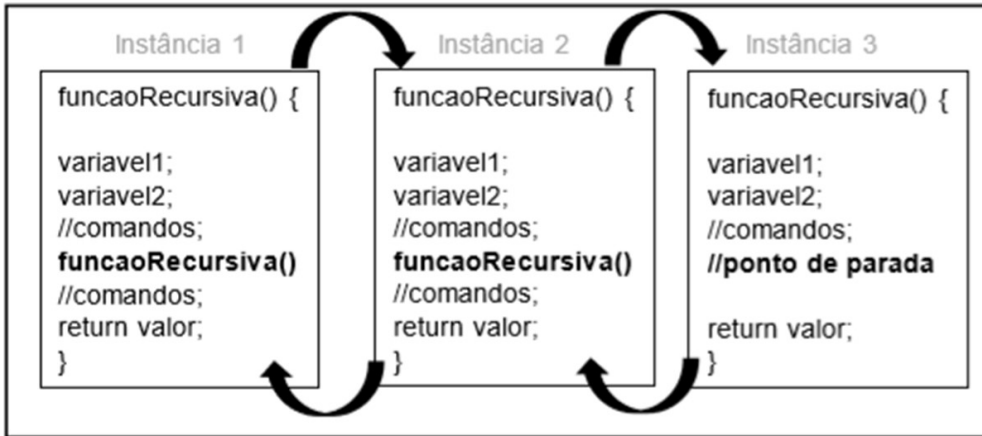 Instância 1
Instância 2
Instância 3
funcaoRecursiva() {
variavel1;
variavel2;
//comandos;
funcaoRecursiva()
//comandos;
return valor;
}
funcaoRecursiva() {
variavel1;
variavel2;
//comandos;
funcaoRecursiva()
//comandos;
return valor;
}
funcaoRecursiva() {
variavel1;
variavel2;
//comandos;
//ponto de parada
return valor;
}